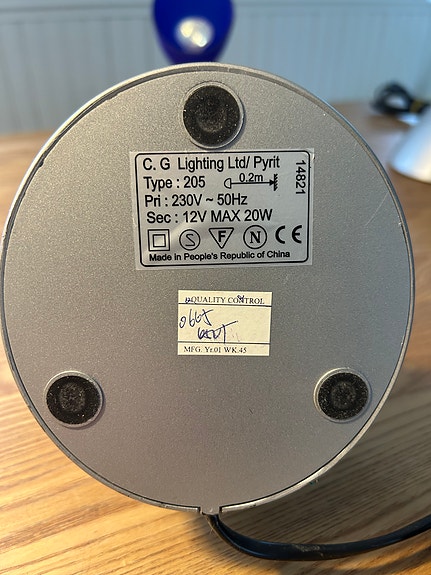 C. G Lighting Ltd/ Pyrit
14821
Type : 205 0.2m
Pri : 230V ~ 50Hz
Sec : 12V MAX 20W
S F N CE
Made in People's Republic of China
QUALITY CONTROL
MFG. Yr.01 WK.45